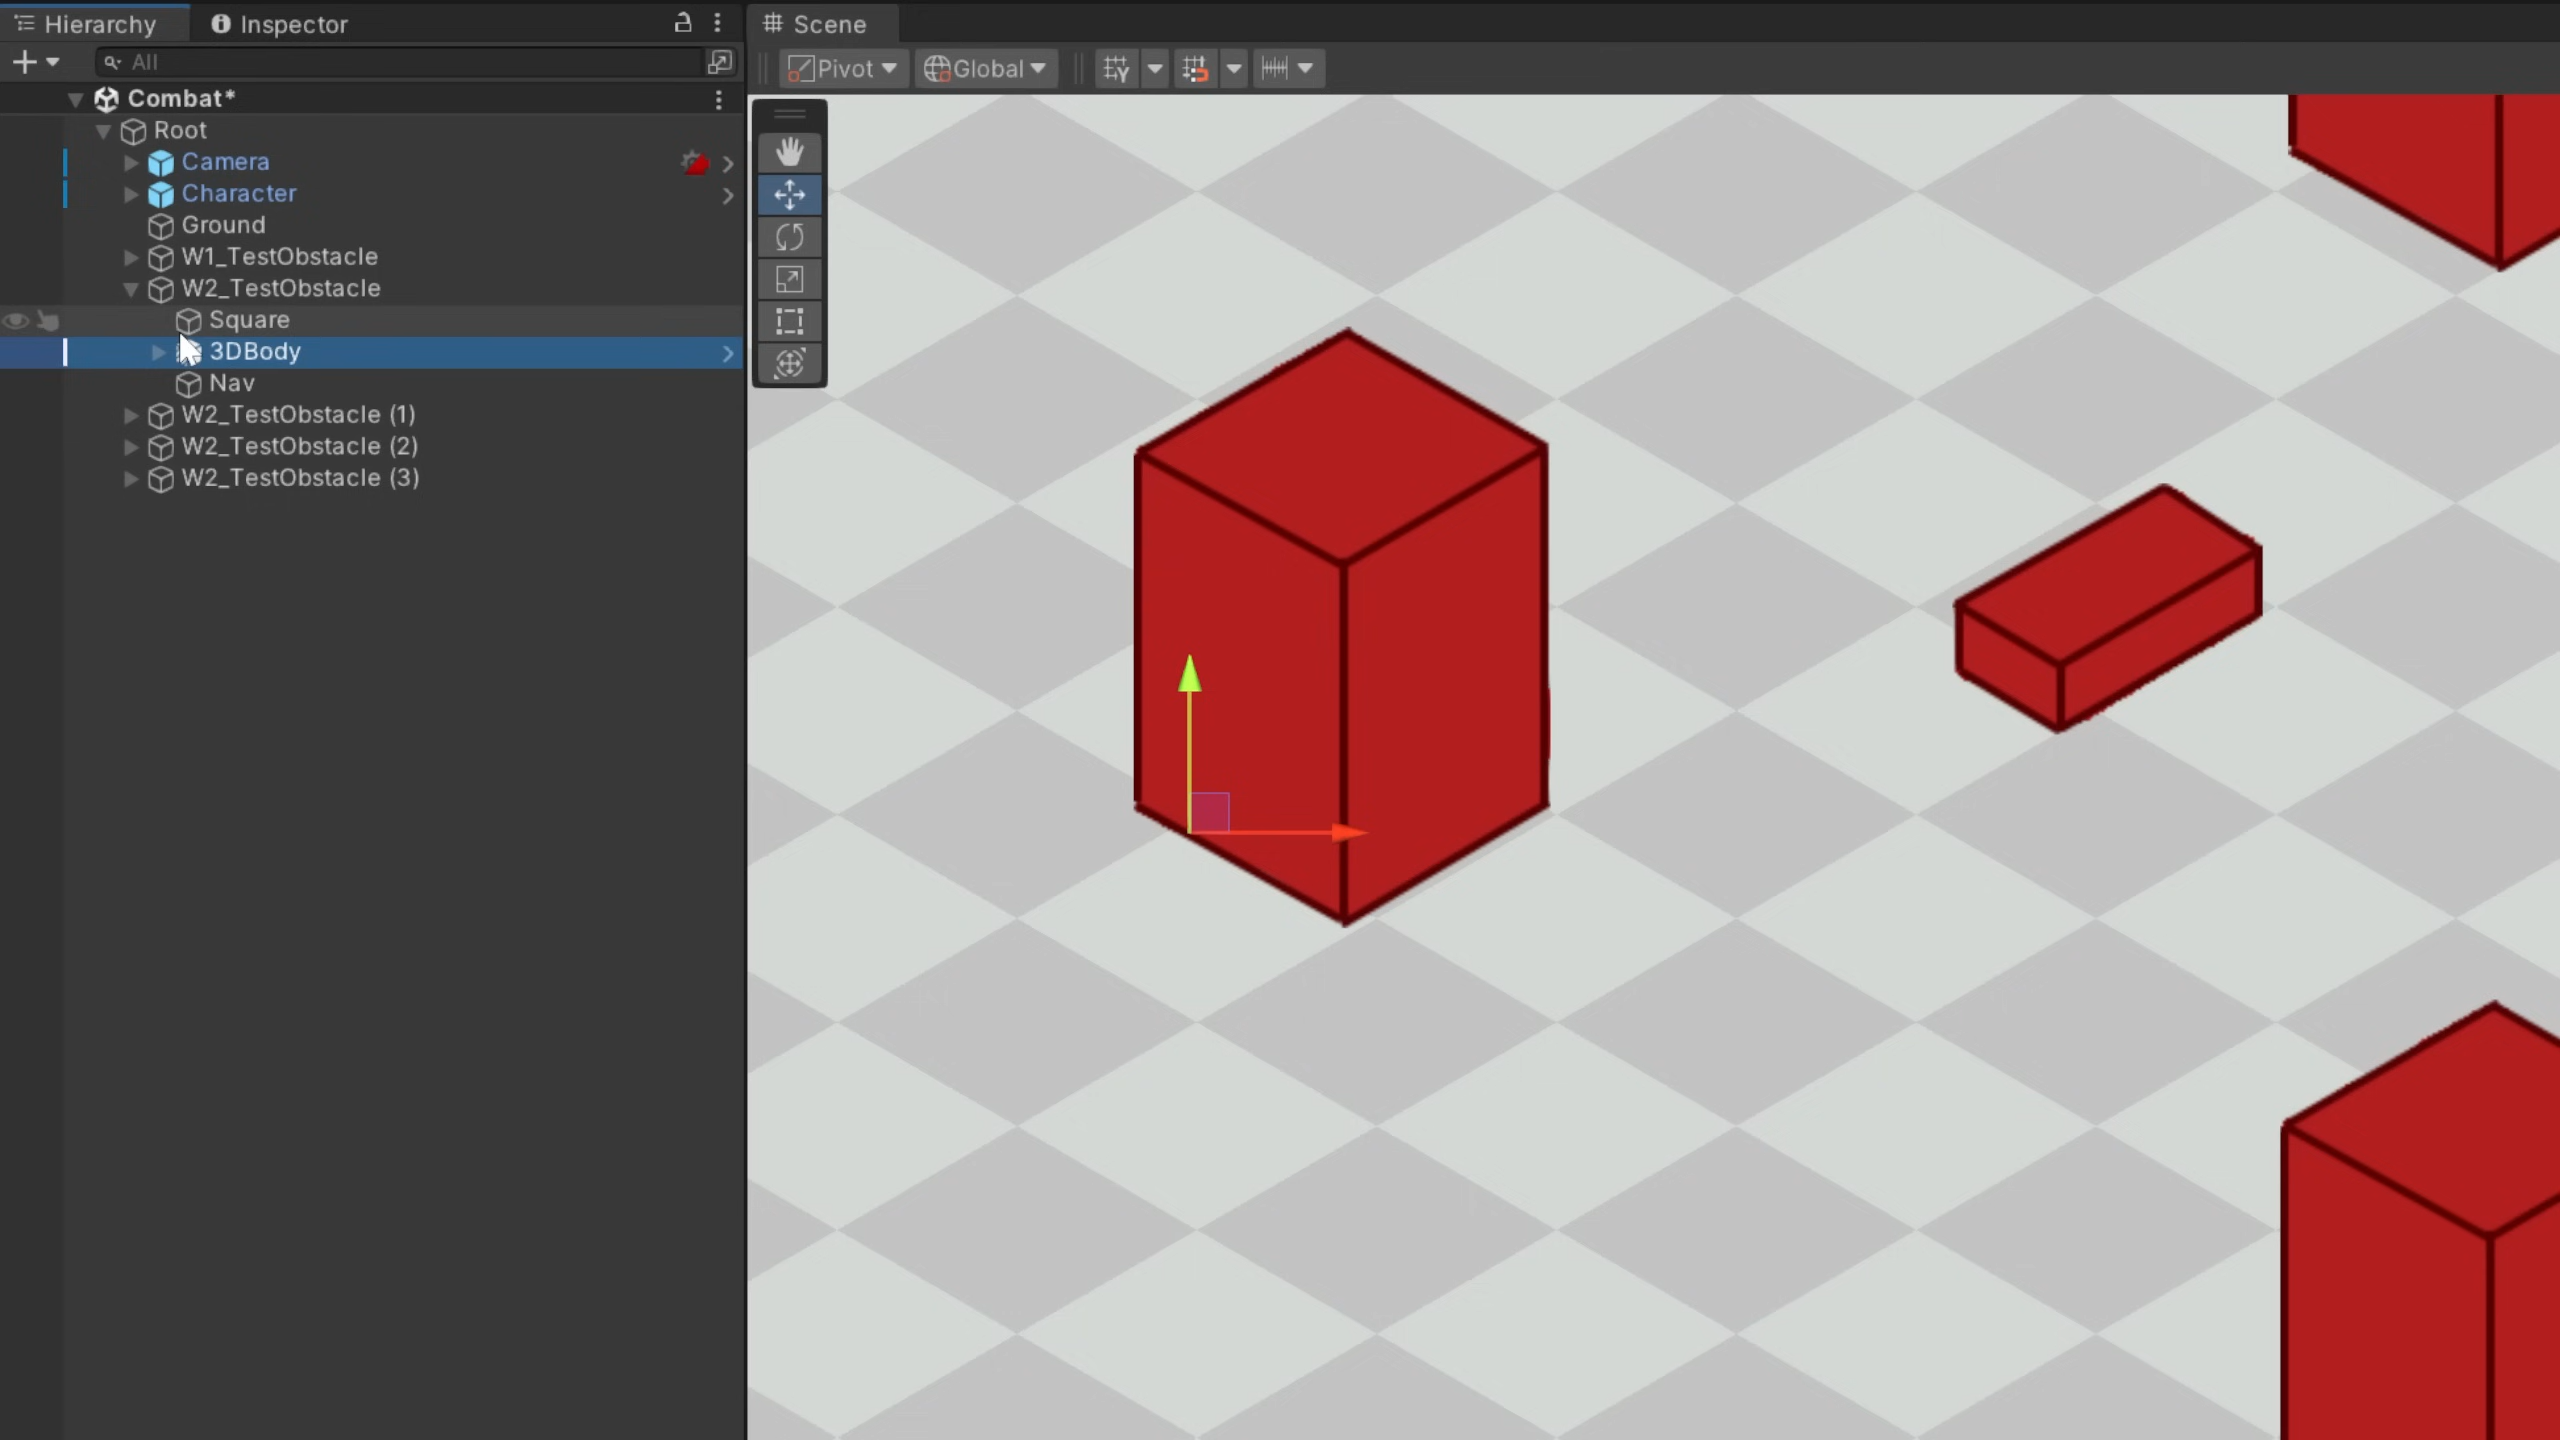 Hierarchy
Inspector
All
Combat*
Root
Camera
Character
Ground
W1_TestObstacle
W2_TestObstacle
Square
3DBody
Nav
W2_TestObstacle (1)
W2_TestObstacle (2)
W2_TestObstacle (3)
Scene
Pivot
Global